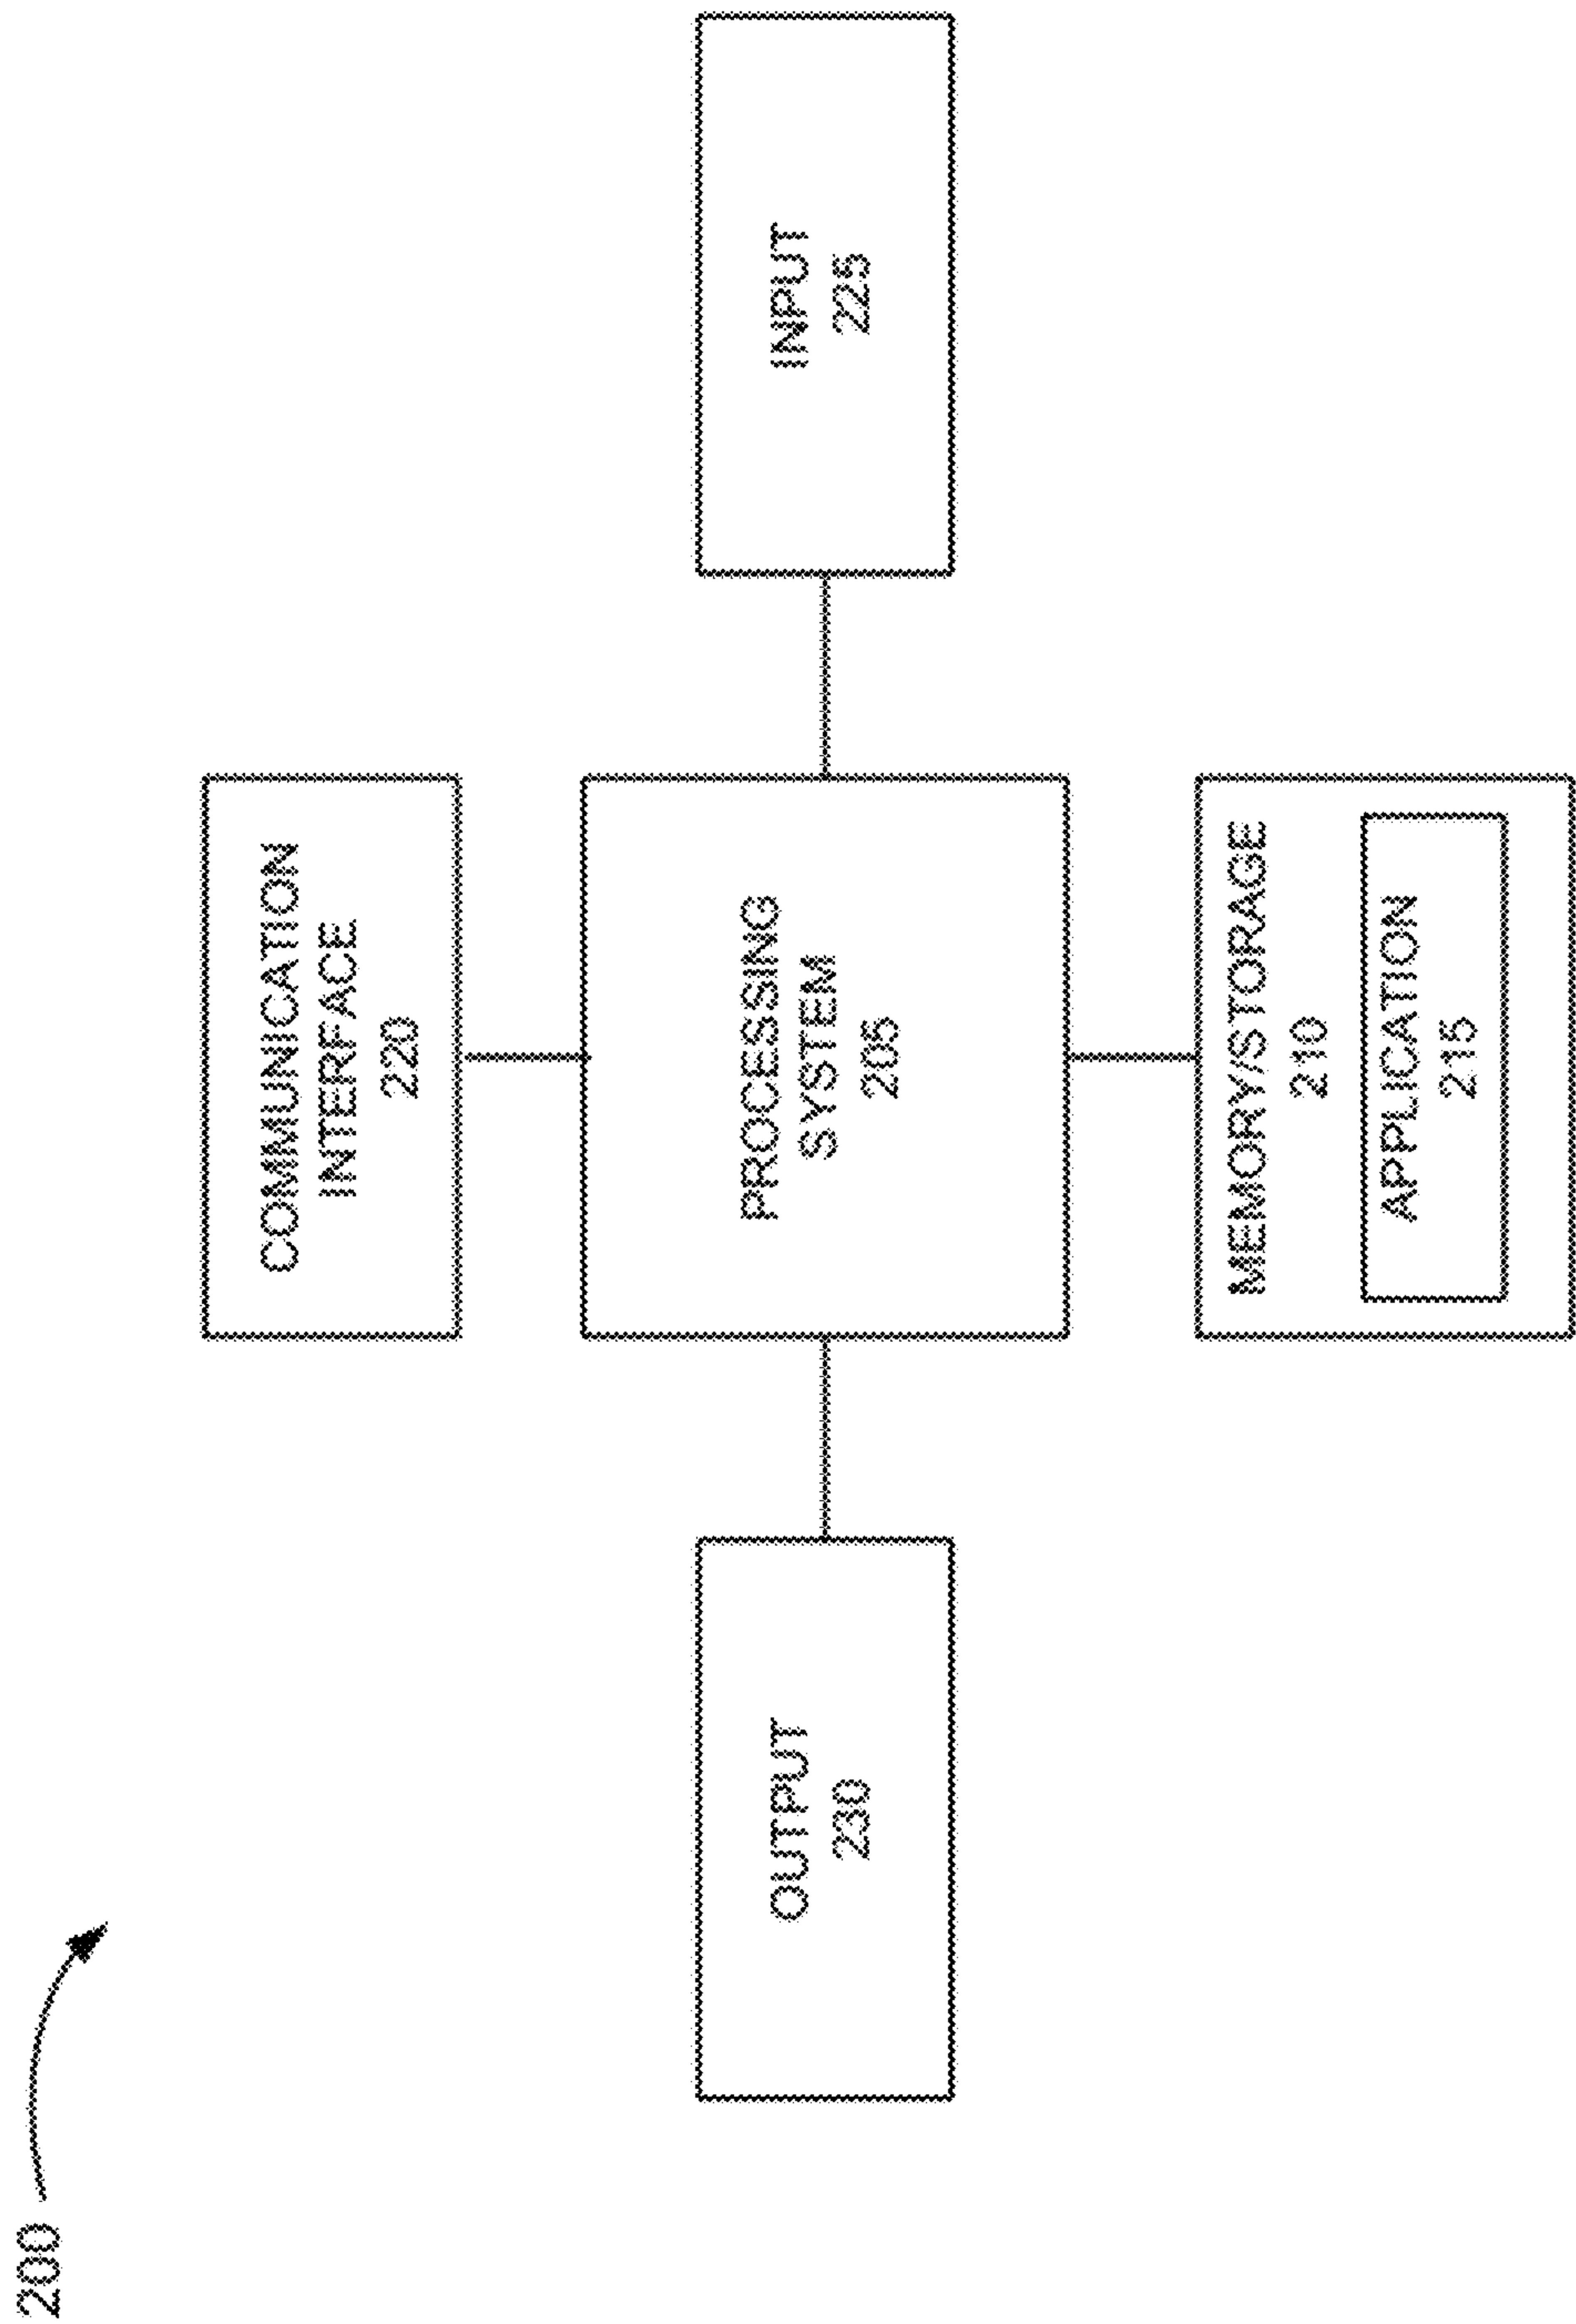 200
COMMUNICATION
INTERFACE
220
OUTPUT
230
PROCESSING
SYSTEM
205
INPUT
225
MEMORY/STORAGE
210
APPLICATION
215